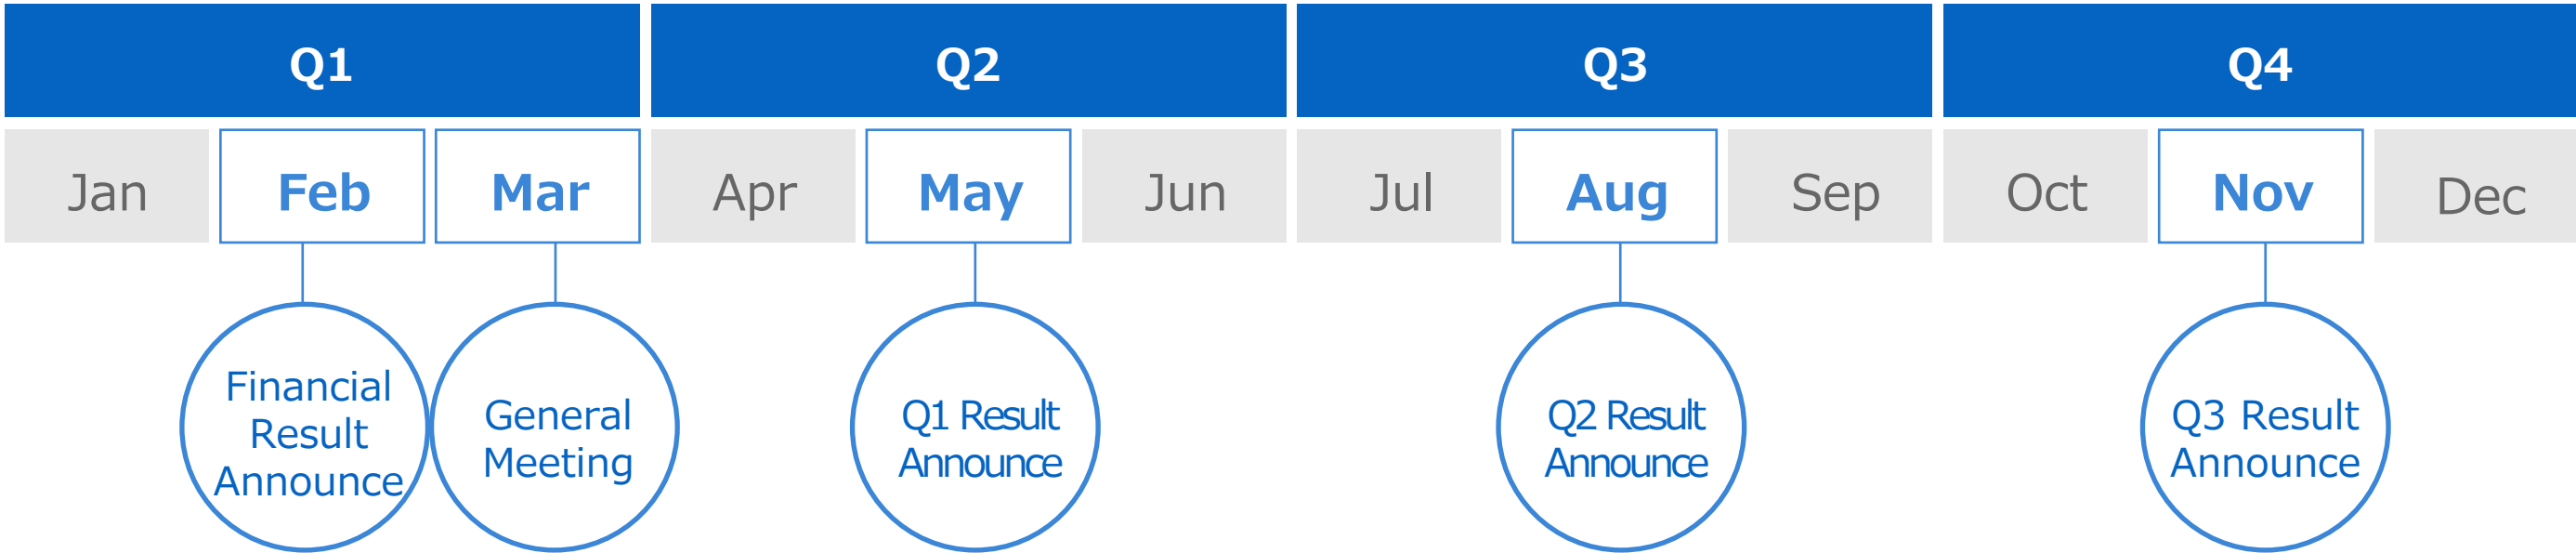 Q1
Q2
Q3
Q4
Jan
Feb
Mar
Apr
May
Jun
Jul
Aug
Sep
Oct
Nov
Dec
Financial
Result
Announce
General
Meeting
Q1 Result
Announce
Q2 Result
Announce
Q3 Result
Announce